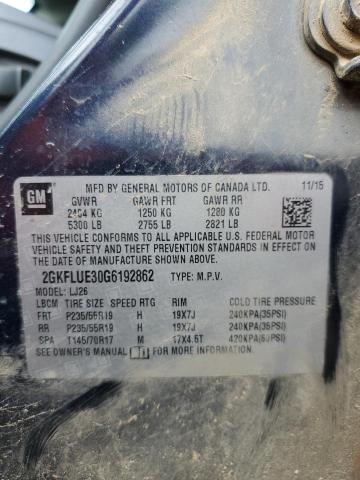 GM
MFD BY GENERAL MOTORS OF CANADA LTD. 11/15
GVWR GAWR FRT GAWR RR
2404 KG 1250 KG 1280 KG
5300 LB 2755 LB 2821 LB
THIS VEHICLE CONFORMS TO ALL APPLICABLE U.S. FEDERAL MOTOR
VEHICLE SAFETY AND THEFT PREVENTION STANDARDS IN EFFECT ON THE
DATE OF MANUFACTURE SHOWN ABOVE.
2GKFLUE30G6192862 TYPE: M.P.V.
MODEL: LJ26
LBCM TIRE SIZE SPEED RTG RIM COLD TIRE PRESSURE
FRT P235/55R19 H 19X7J 240KPA(35PSI)
RR P235/55R19 H 19X7J 240KPA(35PSI)
SPA T145/70R17 M 17X4.5T 420KPA(60PSI)
SEE OWNER'S MANUAL FOR MORE INFORMATION.